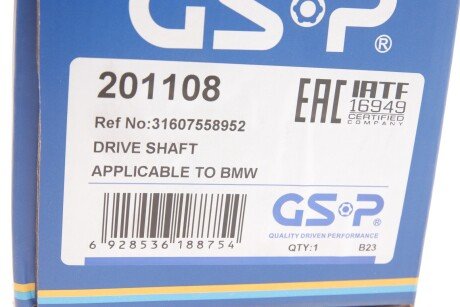 GSP®
201108
EAC IATF
16949
CERTIFIED
COMPANY
Ref No:31607558952
DRIVE SHAFT
APPLICABLE TO BMW
6 928536 188754
GSP®
QUALITY DRIVEN PERFORMANCE
QTY:1 B23